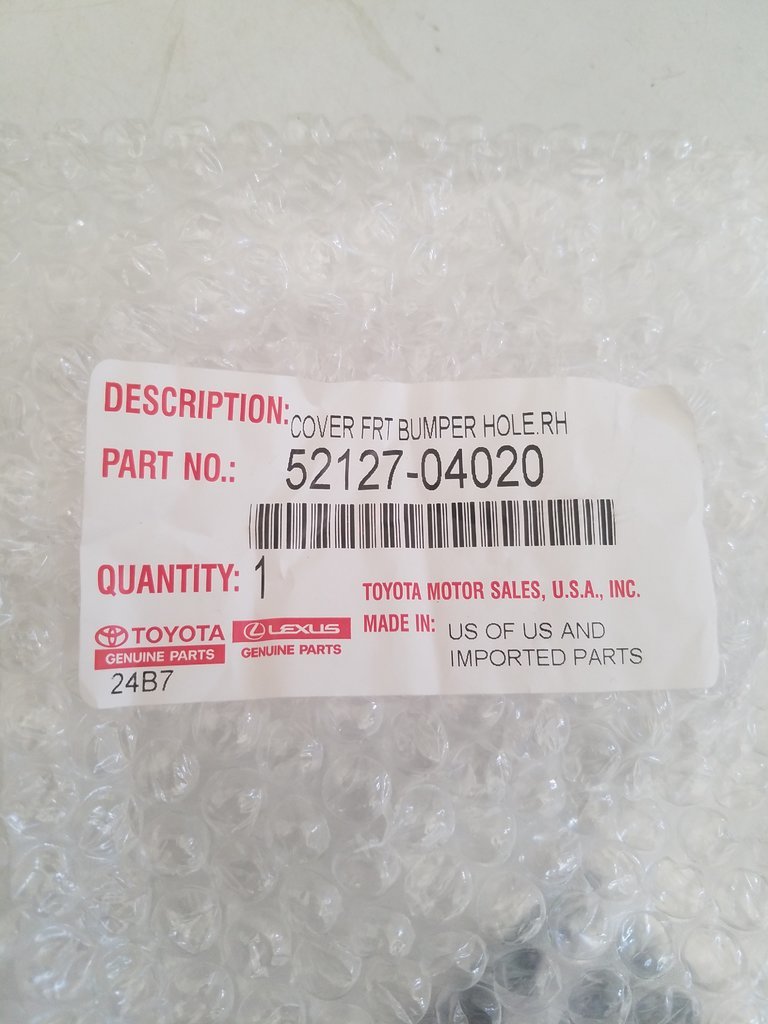 DESCRIPTION: COVER FRT BUMPER HOLE.RH
PART NO.: 52127-04020
QUANTITY: 1
TOYOTA MOTOR SALES, U.S.A., INC.
TOYOTA
GENUINE PARTS
LEXUS
GENUINE PARTS
MADE IN: US OF US AND
IMPORTED PARTS
24B7